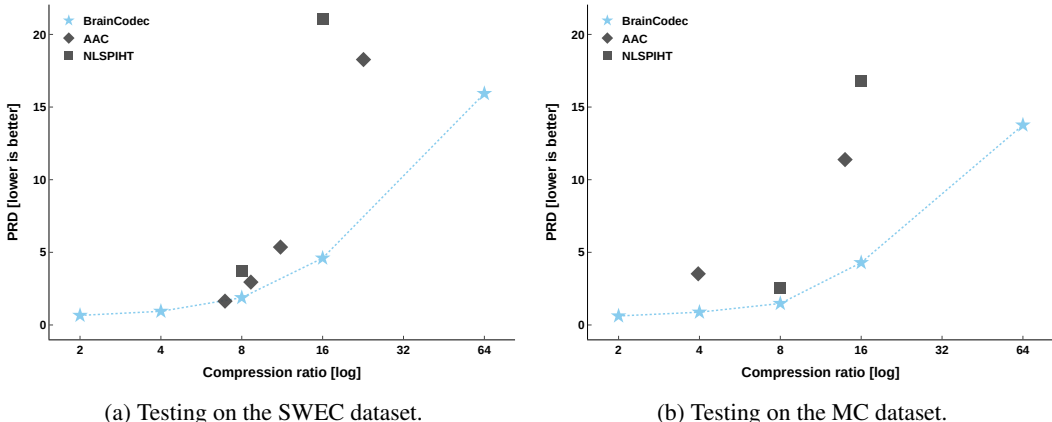 BrainCodec
AAC
NLSPIHT
20
15
10
5
0
PRD [lower is better]
2 4 8 16 32 64
Compression ratio [log]
(a) Testing on the SWEC dataset.
BrainCodec
AAC
NLSPIHT
20
15
10
5
0
PRD [lower is better]
2 4 8 16 32 64
Compression ratio [log]
(b) Testing on the MC dataset.